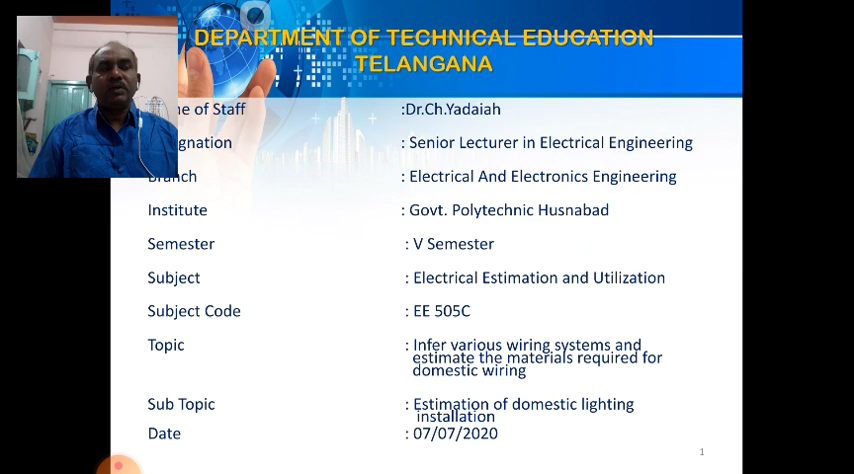 DEPARTMENT OF TECHNICAL EDUCATION
TELANGANA
of Staff :Dr.Ch.Yadaiah
: Senior Lecturer in Electrical Engineering
Branch : Electrical And Electronics Engineering
Institute : Govt. Polytechnic Husnabad
Semester : V Semester
Subject : Electrical Estimation and Utilization
Subject Code : EE 505C
Topic : Infer various wiring systems and
estimate the materials required for
domestic wiring
Sub Topic : Estimation of domestic lighting
installation
Date : 07/07/2020
1